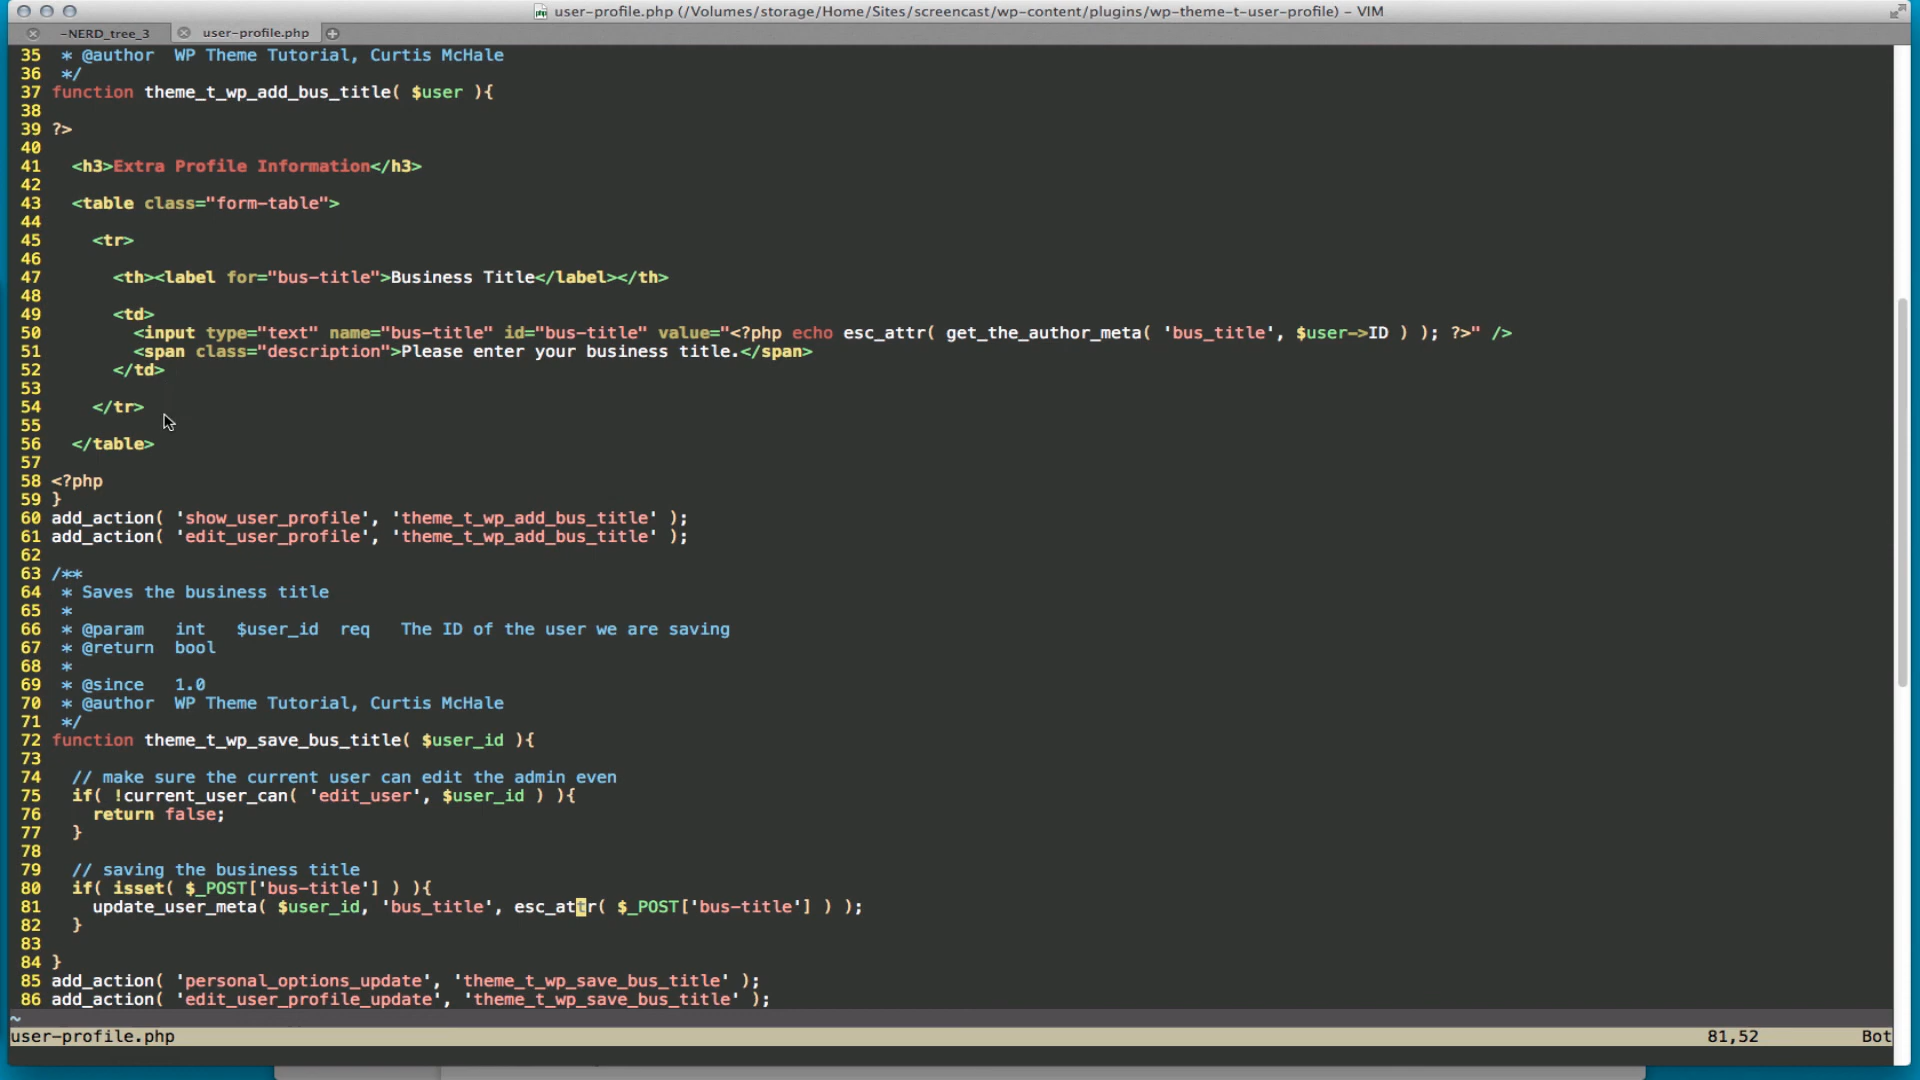 user-profile.php (/Volumes/storage/Home/Sites/screencast/wp-content/plugins/wp-theme-t-user-profile) - VIM
-NERD_tree_3 user-profile.php
35 * @author WP Theme Tutorial, Curtis McHale
36 */
37 function theme_t_wp_add_bus_title( $user ){
38
39 ?>
40
41 <h3>Extra Profile Information</h3>
42
43 <table class="form-table">
44
45 <tr>
46
47 <th><label for="bus-title">Business Title</label></th>
48
49 <td>
50 <input type="text" name="bus-title" id="bus-title" value="<?php echo esc_attr( get_the_author_meta( 'bus_title', $user->ID ) ); ?>" />
51 <span class="description">Please enter your business title.</span>
52 </td>
53
54 </tr>
55
56 </table>
57
58 <?php
59 }
60 add_action( 'show_user_profile', 'theme_t_wp_add_bus_title' );
61 add_action( 'edit_user_profile', 'theme_t_wp_add_bus_title' );
62
63 /**
64 * Saves the business title
65 *
66 * @param int $user_id req The ID of the user we are saving
67 * @return bool
68 *
69 * @since 1.0
70 * @author WP Theme Tutorial, Curtis McHale
71 */
72 function theme_t_wp_save_bus_title( $user_id ){
73
74 // make sure the current user can edit the admin even
75 if( !current_user_can( 'edit_user', $user_id ) ){
76 return false;
77 }
78
79 // saving the business title
80 if( isset( $_POST['bus-title'] ) ){
81 update_user_meta( $user_id, 'bus_title', esc_attr( $_POST['bus-title'] ) );
82 }
83
84 }
85 add_action( 'personal_options_update', 'theme_t_wp_save_bus_title' );
86 add_action( 'edit_user_profile_update', 'theme_t_wp_save_bus_title' );
~
user-profile.php 81,52 Bot